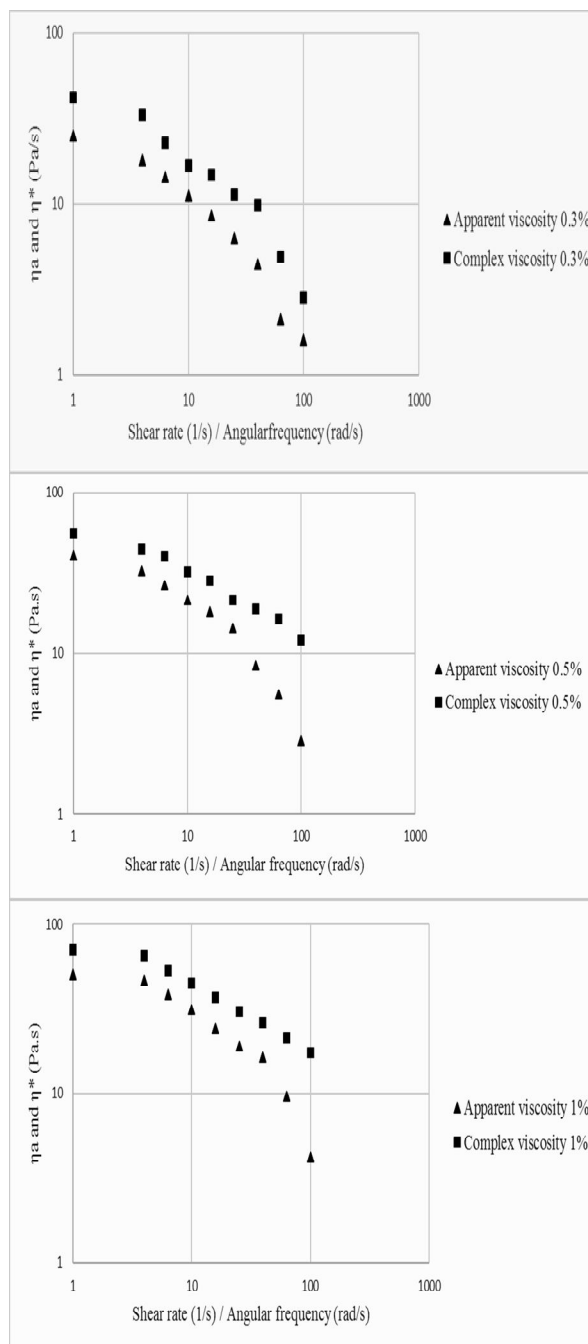 100
10
1
ηa and η* (Pa/s)
1 10 100 1000
Shear rate (1/s) / Angularfrequency (rad/s)
Apparent viscosity 0.3%
Complex viscosity 0.3%
100
10
1
ηa and η* (Pa.s)
1 10 100 1000
Shear rate (1/s) / Angular frequency (rad/s)
Apparent viscosity 0.5%
Complex viscosity 0.5%
100
10
1
ηa and η* (Pa.s)
1 10 100 1000
Shear rate (1/s) / Angular frequency (rad/s)
Apparent viscosity 1%
Complex viscosity 1%